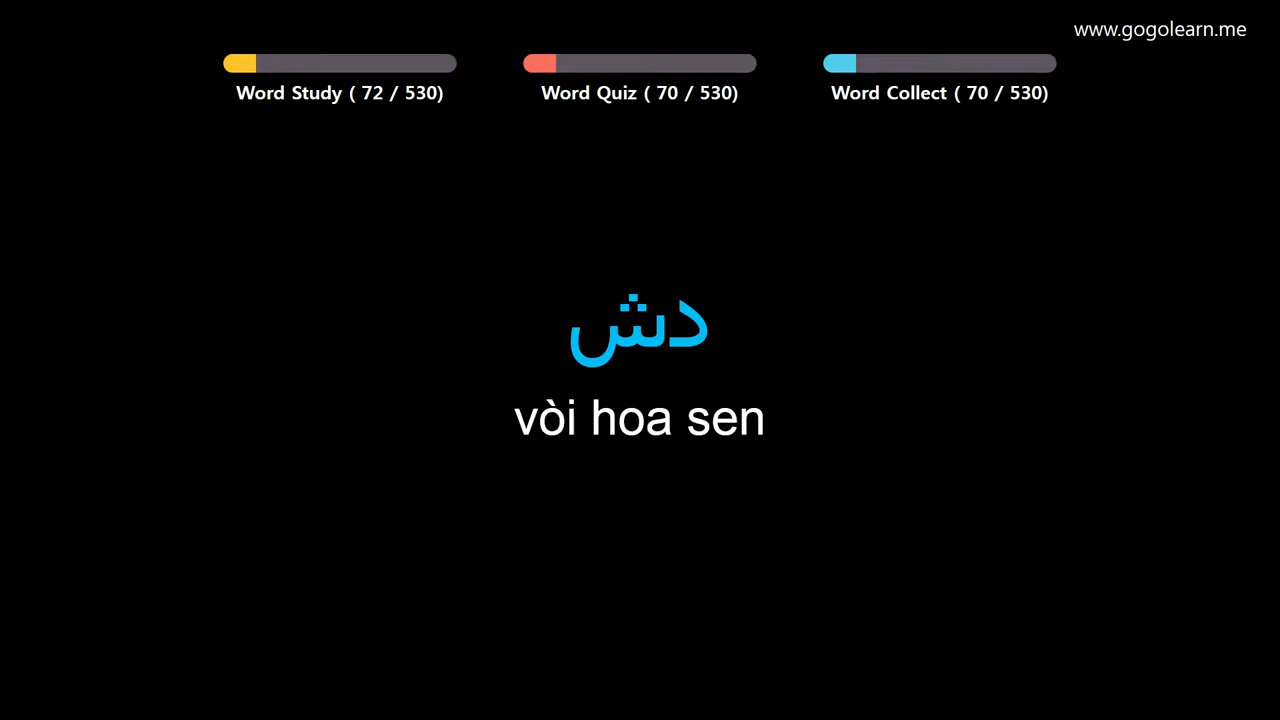 www.gogolearn.me
Word Study ( 72 / 530)
Word Quiz ( 70 / 530)
Word Collect ( 70 / 530)
دش
vòi hoa sen